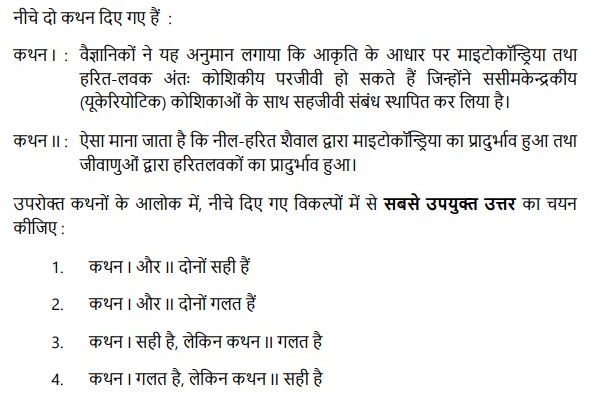 नीचे दो कथन दिए गए हैं :
कथन I : वैज्ञानिकों ने यह अनुमान लगाया कि आकृति के आधार पर माइटोकॉन्ड्रिया तथा
हरित-लवक अंतः कोशिकीय परजीवी हो सकते हैं जिन्होंने ससीमकेन्द्रकीय
(यूकेरियोटिक) कोशिकाओं के साथ सहजीवी संबंध स्थापित कर लिया है।
कथन II : ऐसा माना जाता है कि नील-हरित शैवाल द्वारा माइटोकॉन्ड्रिया का प्रादुर्भाव हुआ तथा
जीवाणुओं द्वारा हरितलवकों का प्रादुर्भाव हुआ।
उपरोक्त कथनों के आलोक में, नीचे दिए गए विकल्पों में से सबसे उपयुक्त उत्तर का चयन
कीजिए :
1. कथन I और II दोनों सही हैं
2. कथन I और II दोनों गलत हैं
3. कथन I सही है, लेकिन कथन II गलत है
4. कथन I गलत है, लेकिन कथन II सही है